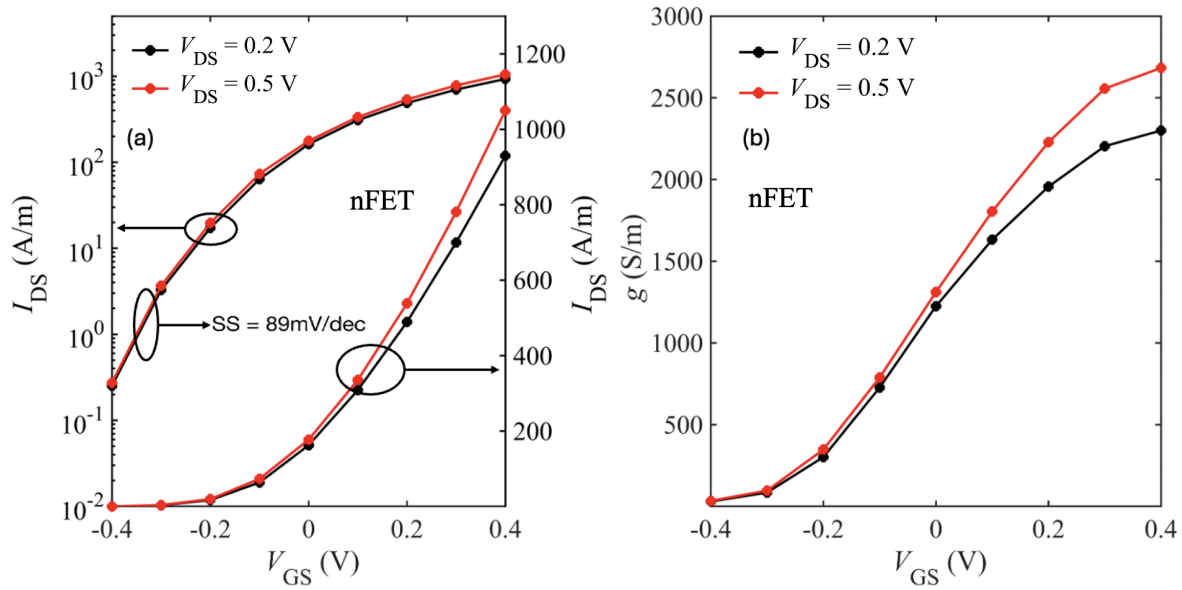 V_DS = 0.2 V
V_DS = 0.5 V
(a)
nFET
SS = 89mV/dec
10^3
10^2
10^1
10^0
10^-1
10^-2
I_DS (A/m)
1200
1000
800
600
400
200
I_DS (A/m)
-0.4
-0.2
0
0.2
0.4
V_GS (V)
V_DS = 0.2 V
V_DS = 0.5 V
(b)
nFET
3000
2500
2000
1500
1000
500
g (S/m)
-0.4
-0.2
0
0.2
0.4
V_GS (V)